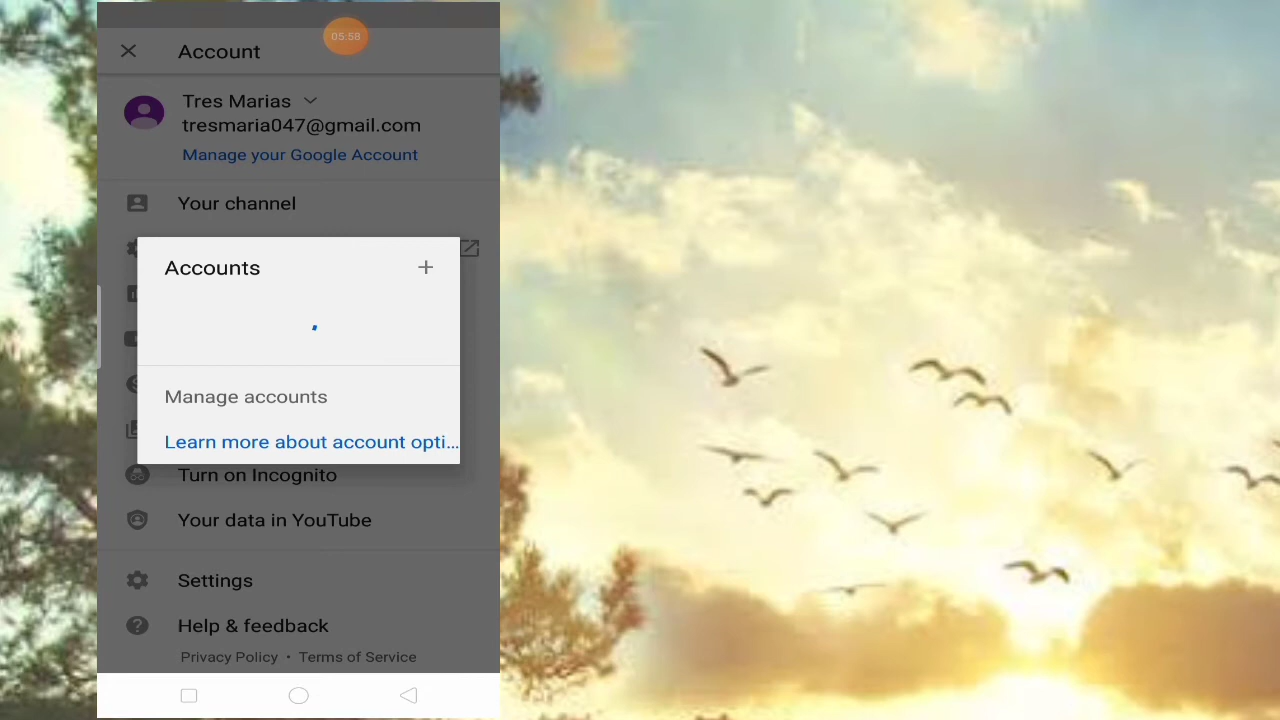 05:58
Account
Tres Marias
tresmaria047@gmail.com
Manage your Google Account
Your channel
Accounts
Manage accounts
Learn more about account opti...
Turn on Incognito
Your data in YouTube
Settings
Help & feedback
Privacy Policy • Terms of Service